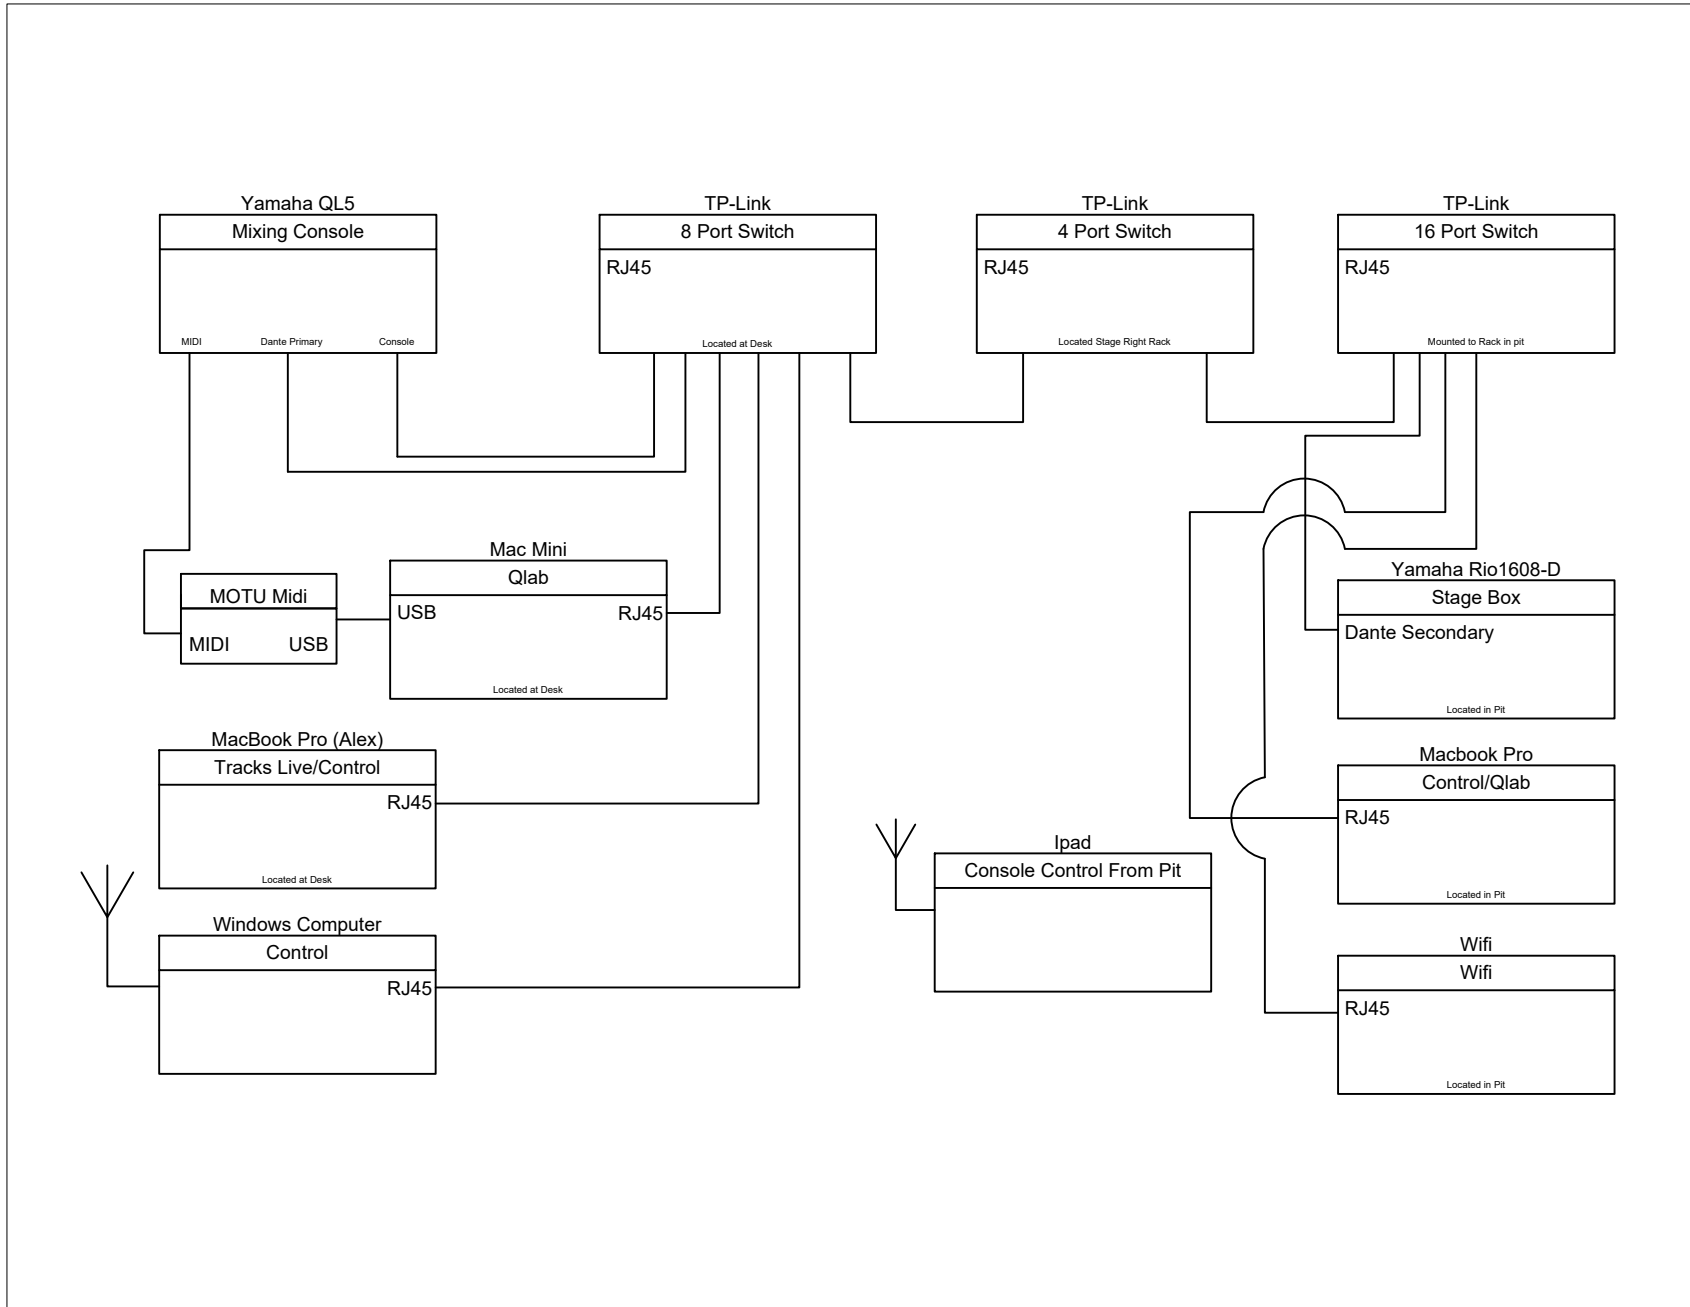 Yamaha QL5
Mixing Console
MIDI
Dante Primary
Console
TP-Link
8 Port Switch
RJ45
Located at Desk
TP-Link
4 Port Switch
RJ45
Located Stage Right Rack
TP-Link
16 Port Switch
RJ45
Mounted to Rack in pit
MOTU Midi
MIDI
USB
Mac Mini
Qlab
USB
RJ45
Located at Desk
Yamaha Rio1608-D
Stage Box
Dante Secondary
Located in Pit
MacBook Pro (Alex)
Tracks Live/Control
RJ45
Located at Desk
Macbook Pro
Control/Qlab
RJ45
Located in Pit
Ipad
Console Control From Pit
Windows Computer
Control
RJ45
Wifi
Wifi
RJ45
Located in Pit